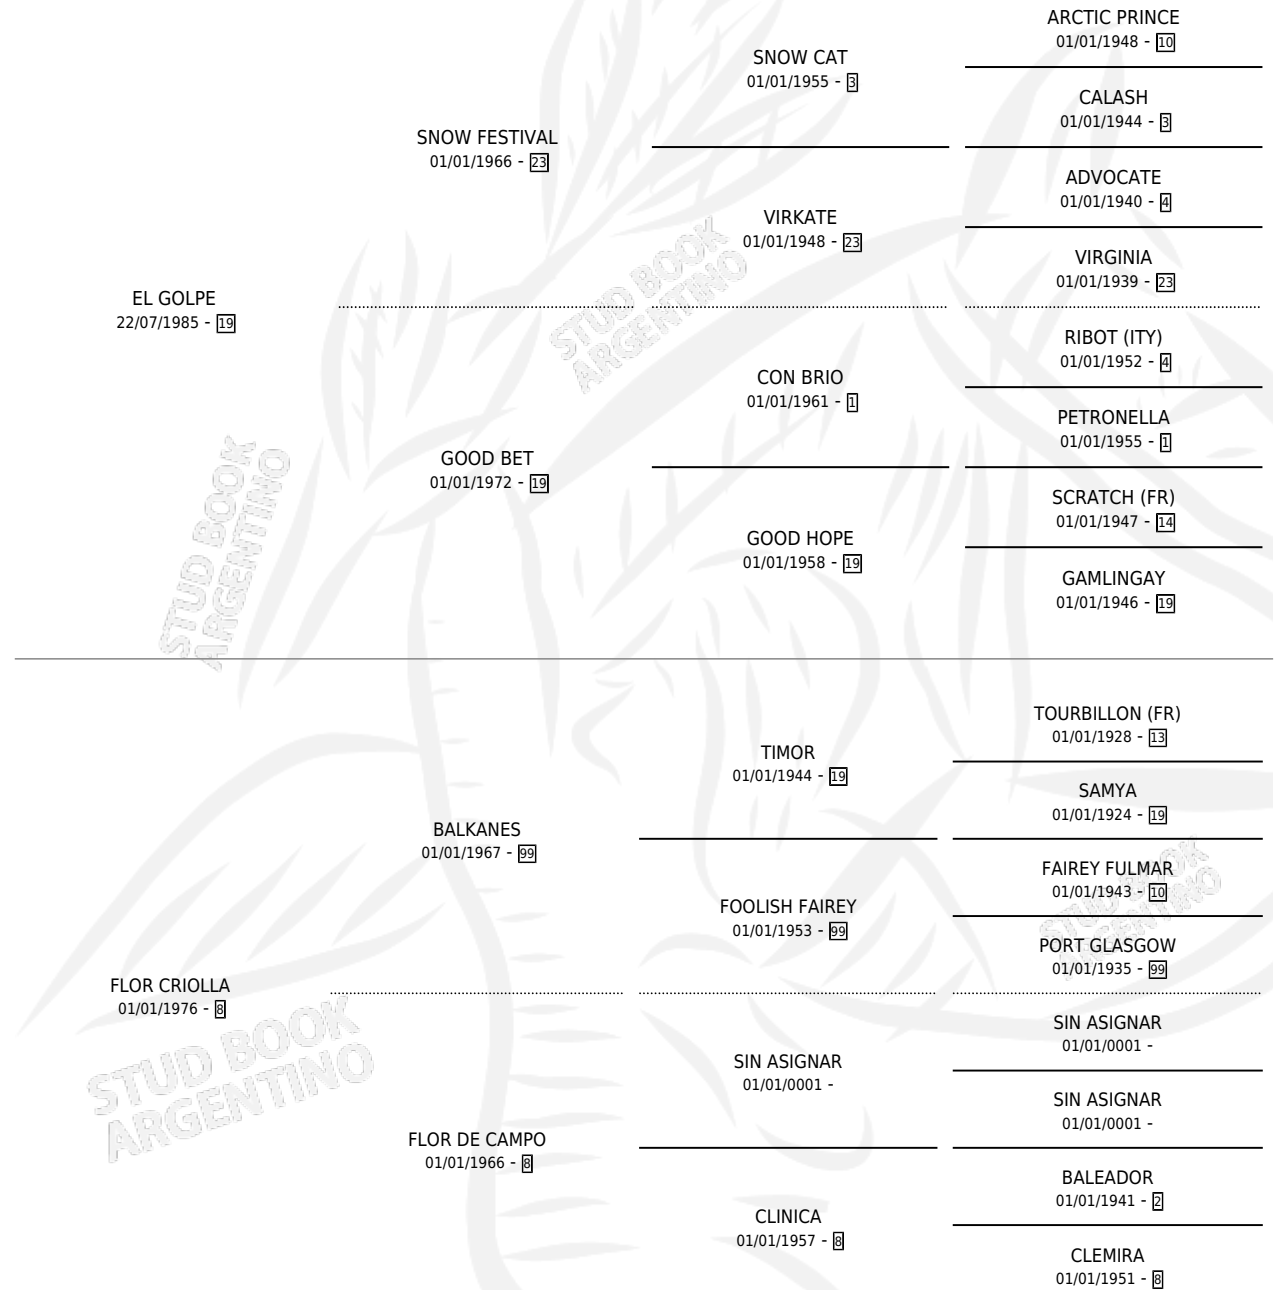 ARCTIC PRINCE
01/01/1948 - 10
SNOW CAT
01/01/1955 - 3
CALASH
01/01/1944 - 3
SNOW FESTIVAL
01/01/1966 - 23
ADVOCATE
01/01/1940 - 4
VIRKATE
01/01/1948 - 23
VIRGINIA
01/01/1939 - 23
EL GOLPE
22/07/1985 - 19
RIBOT (ITY)
01/01/1952 - 4
CON BRIO
01/01/1961 - 1
PETRONELLA
01/01/1955 - 1
GOOD BET
01/01/1972 - 19
SCRATCH (FR)
01/01/1947 - 14
GOOD HOPE
01/01/1958 - 19
GAMLINGAY
01/01/1946 - 19
STUD BOOK
ARGENTINO
STUD BOOK
ARGENTINO
TOURBILLON (FR)
01/01/1928 - 13
TIMOR
01/01/1944 - 19
SAMYA
01/01/1924 - 19
BALKANES
01/01/1967 - 99
FAIREY FULMAR
01/01/1943 - 10
FOOLISH FAIREY
01/01/1953 - 99
PORT GLASGOW
01/01/1935 - 99
FLOR CRIOLLA
01/01/1976 - 8
SIN ASIGNAR
01/01/0001 -
SIN ASIGNAR
01/01/0001 -
SIN ASIGNAR
01/01/0001 -
FLOR DE CAMPO
01/01/1966 - 8
BALEADOR
01/01/1941 - 2
CLINICA
01/01/1957 - 8
CLEMIRA
01/01/1951 - 8
STUD BOOK
ARGENTINO
STUD BOOK
ARGENTINO